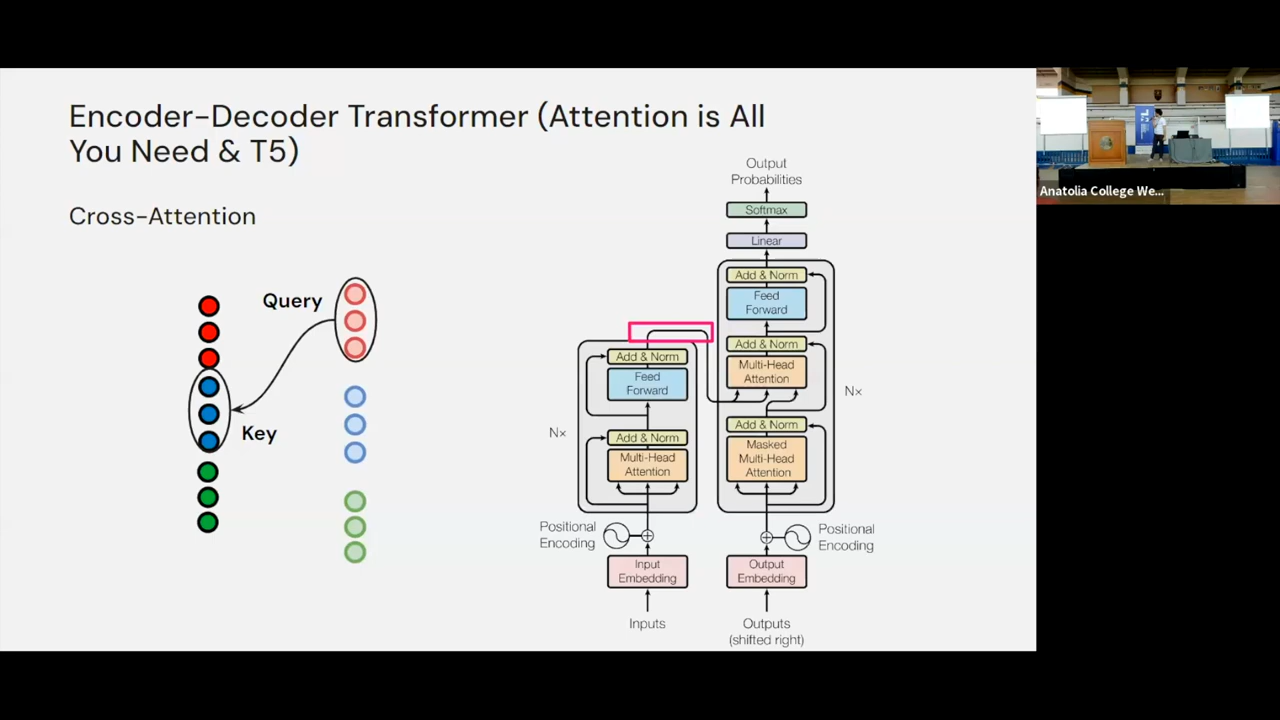 Encoder-Decoder Transformer (Attention is All
You Need & T5)
Cross-Attention
Query
Key
Output
Probabilities
Softmax
Linear
Add & Norm
Feed
Forward
Add & Norm
Multi-Head
Attention
Add & Norm
Masked
Multi-Head
Attention
N×
Positional
Encoding
Output
Embedding
Outputs
(shifted right)
Add & Norm
Feed
Forward
Add & Norm
Multi-Head
Attention
N×
Positional
Encoding
Input
Embedding
Inputs
Anatolia College We...